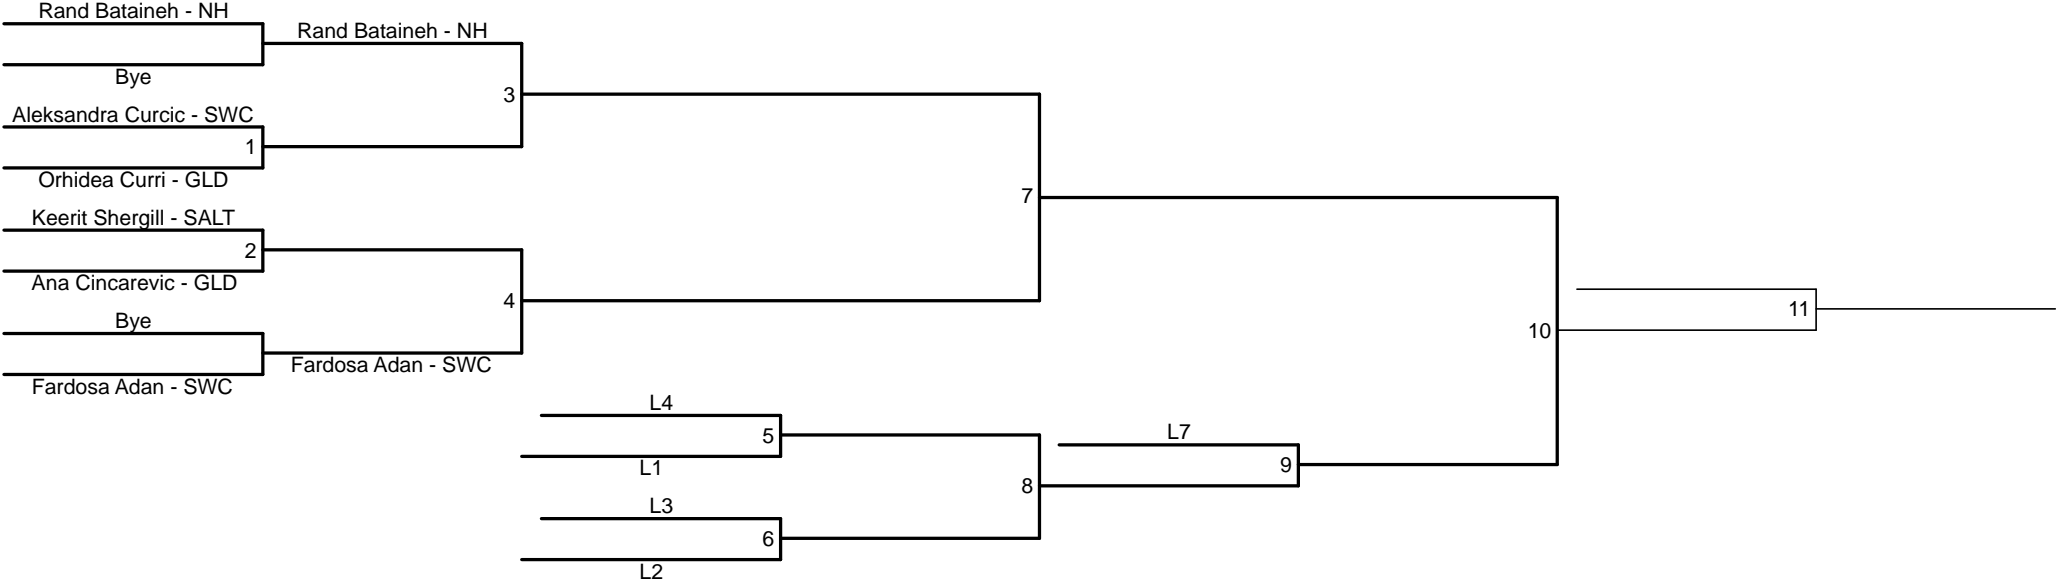 Rand Bataineh - NH
Rand Bataineh - NH
Bye
3
Aleksandra Curcic - SWC
1
Orhidea Curri - GLD
7
Keerit Shergill - SALT
2
Ana Cincarevic - GLD
4
11
Bye
10
Fardosa Adan - SWC
Fardosa Adan - SWC
L4
5
L7
L1
9
8
L3
6
L2